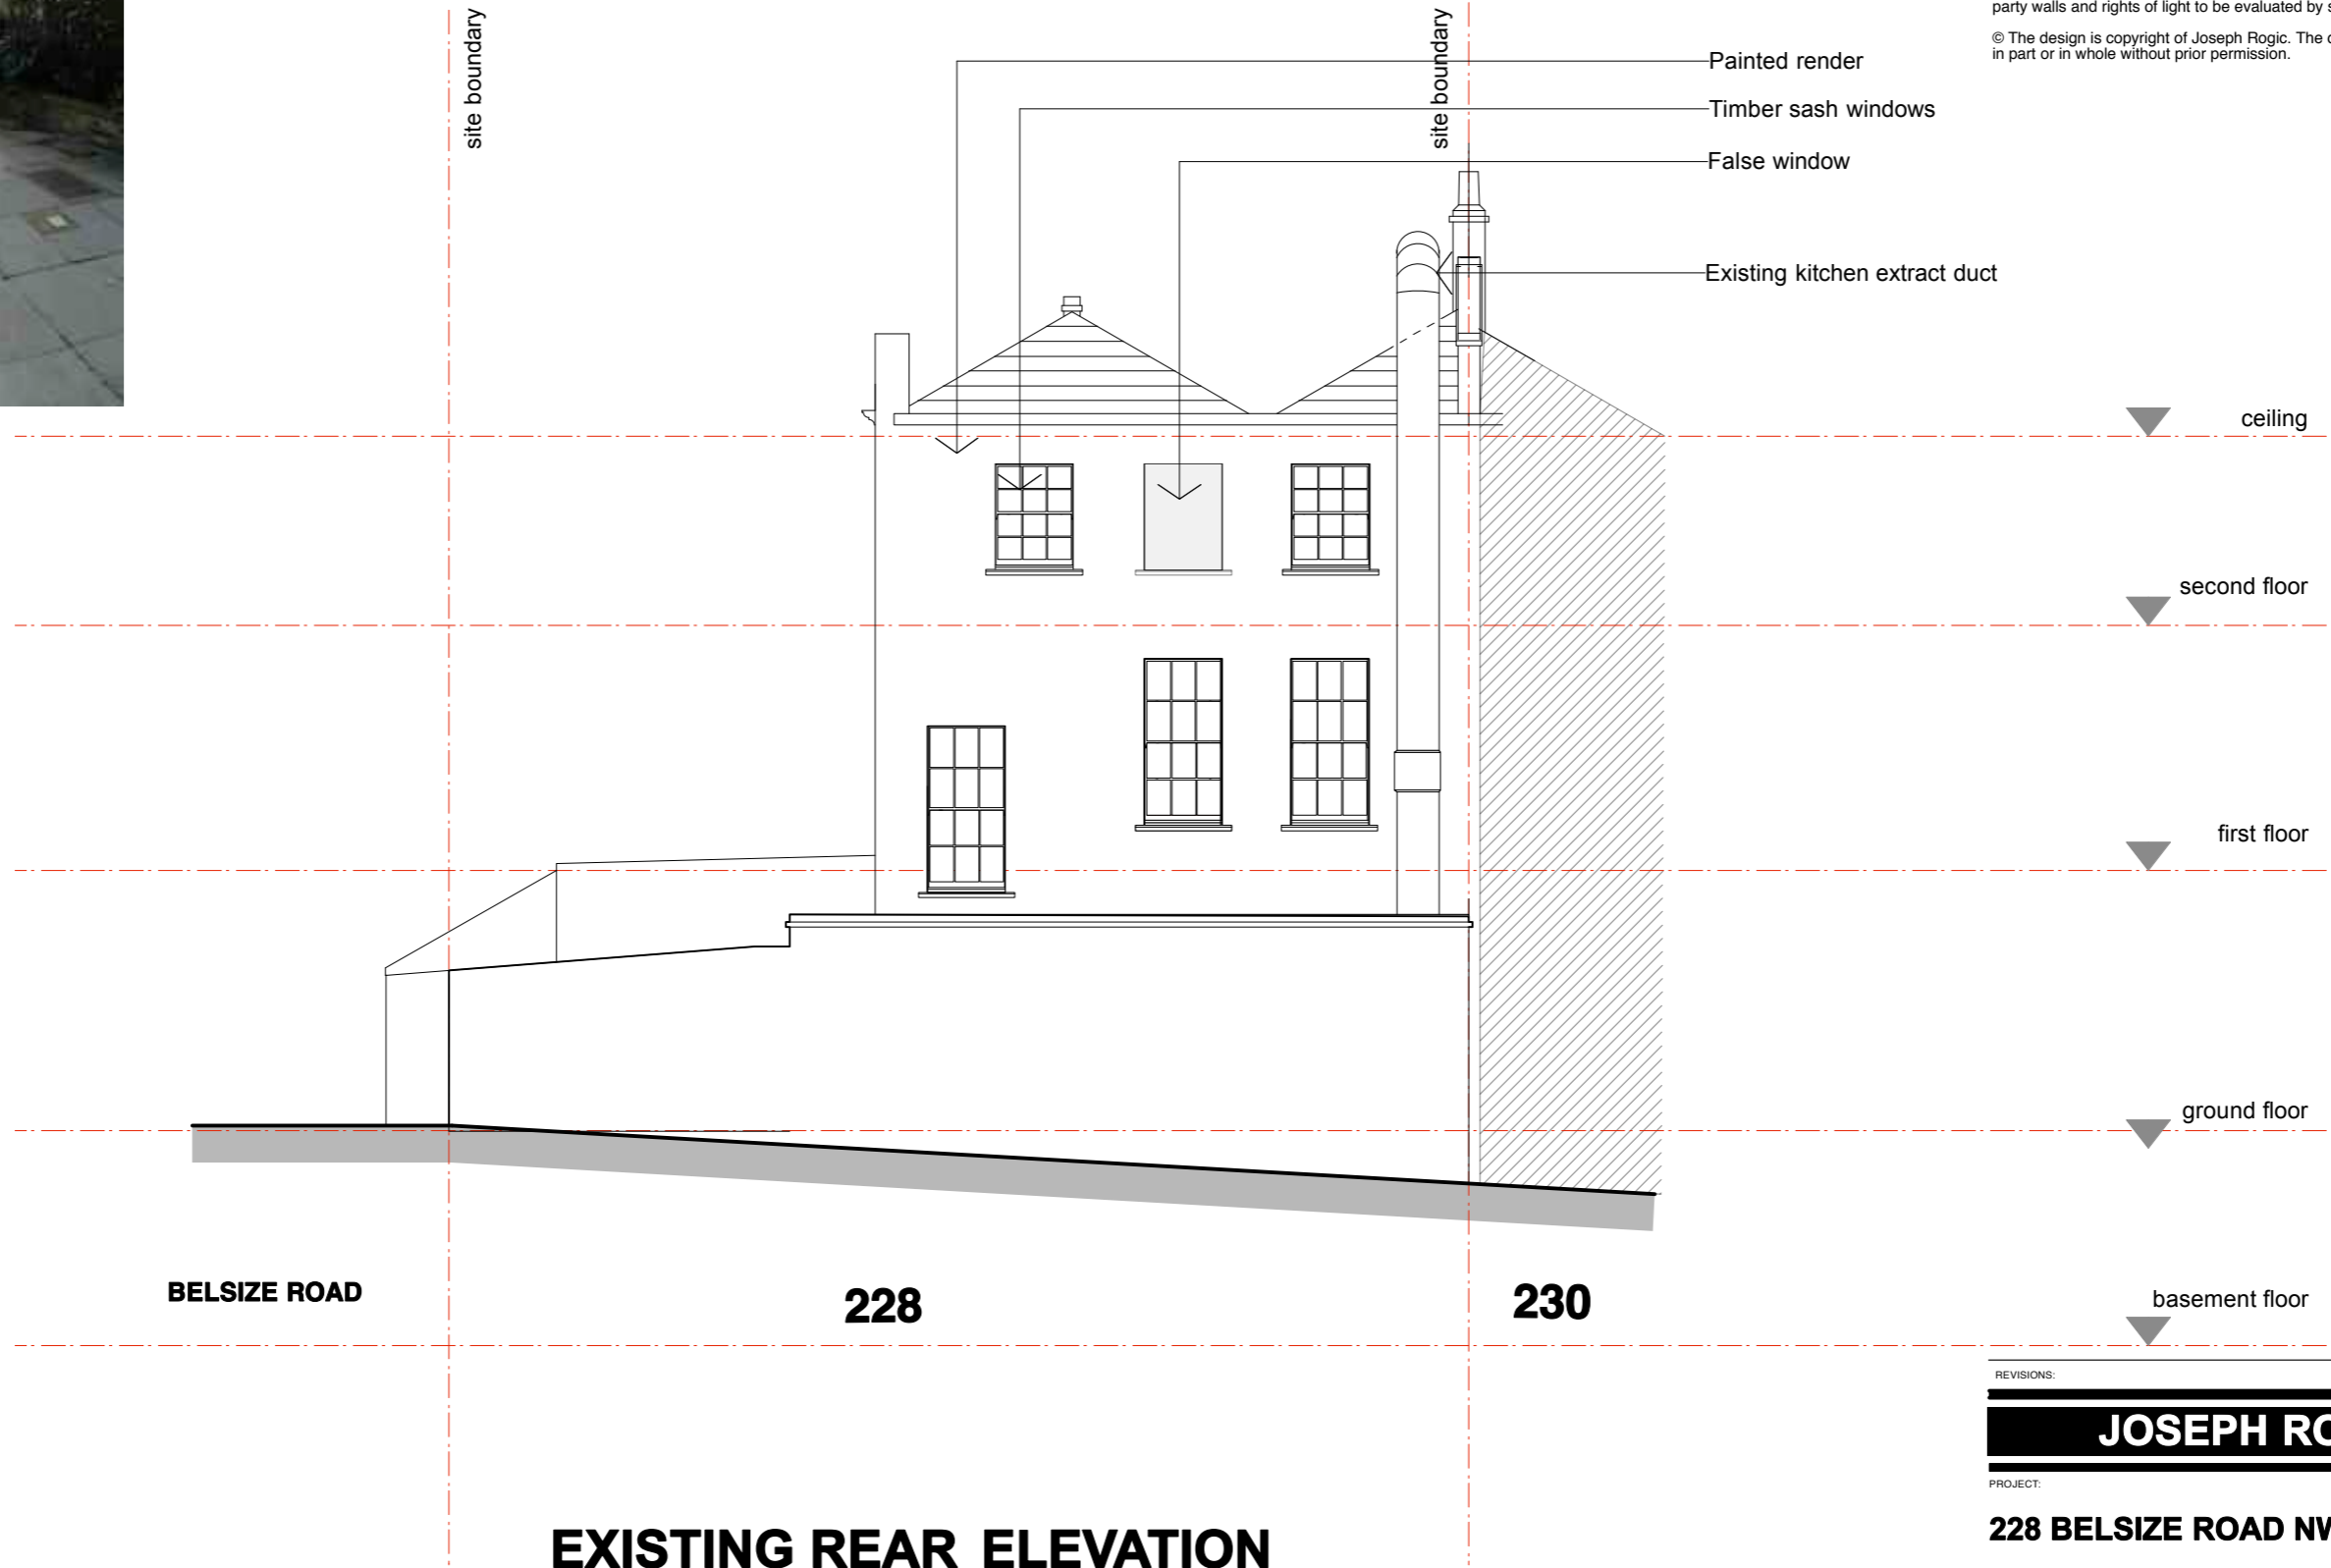 party walls and rights of light to be evaluated by
© The design is copyright of Joseph Rogic. The
in part or in whole without prior permission.
site boundary
site boundary
Painted render
Timber sash windows
False window
Existing kitchen extract duct
ceiling
second floor
first floor
ground floor
basement floor
BELSIZE ROAD
228
230
REVISIONS:
JOSEPH
PROJECT:
228 BELSIZE ROAD
EXISTING REAR ELEVATION